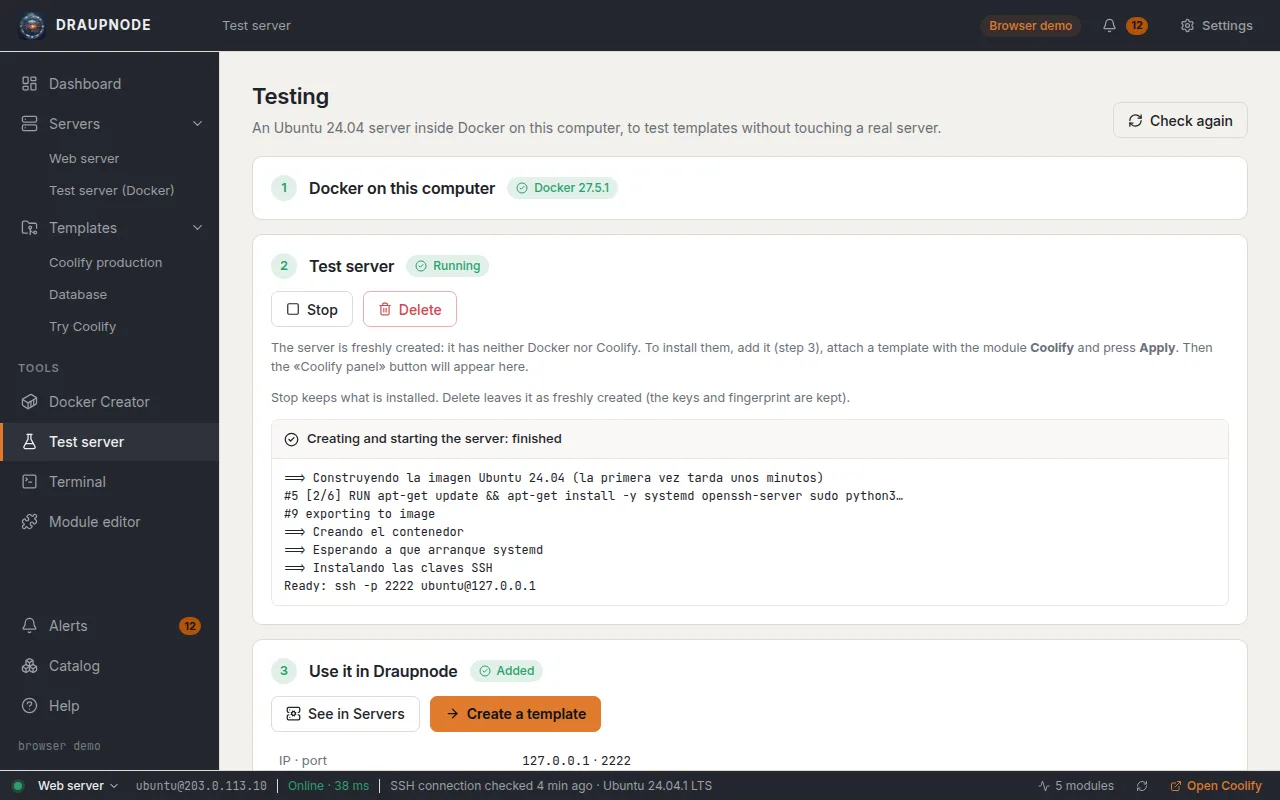 DRAUPNODE
Test server
Browser demo
12
Settings
Dashboard
Servers
Web server
Test server (Docker)
Templates
Coolify production
Database
Try Coolify
TOOLS
Docker Creator
Test server
Terminal
Module editor
Alerts
12
Catalog
Help
browser demo
Testing
An Ubuntu 24.04 server inside Docker on this computer, to test templates without touching a real server.
Check again
1
Docker on this computer
Docker 27.5.1
2
Test server
Running
Stop
Delete
The server is freshly created: it has neither Docker nor Coolify. To install them, add it (step 3), attach a template with the module Coolify and press Apply. Then
the «Coolify panel» button will appear here.
Stop keeps what is installed. Delete leaves it as freshly created (the keys and fingerprint are kept).
Creating and starting the server: finished
==> Construyendo la imagen Ubuntu 24.04 (la primera vez tarda unos minutos)
#5 [2/6] RUN apt-get update && apt-get install -y systemd openssh-server sudo python3…
#9 exporting to image
==> Creando el contenedor
==> Esperando a que arranque systemd
==> Instalando las claves SSH
Ready: ssh -p 2222 ubuntu@127.0.0.1
3
Use it in Draupnode
Added
See in Servers
Create a template
IP · port
127.0.0.1 · 2222
Web server
ubuntu@203.0.113.10
Online · 38 ms
SSH connection checked 4 min ago · Ubuntu 24.04.1 LTS
5 modules
Open Coolify